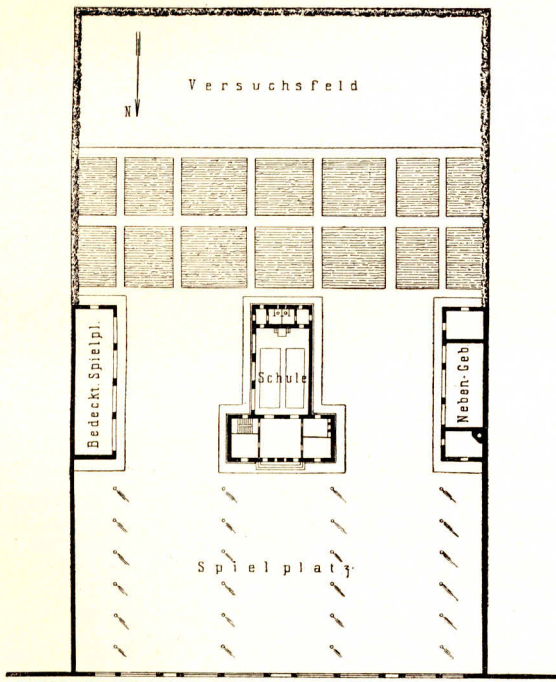 Versuchsfeld
N
Bedeckt. Spielpl.
Schule
Neben-Geb
Spielplatz